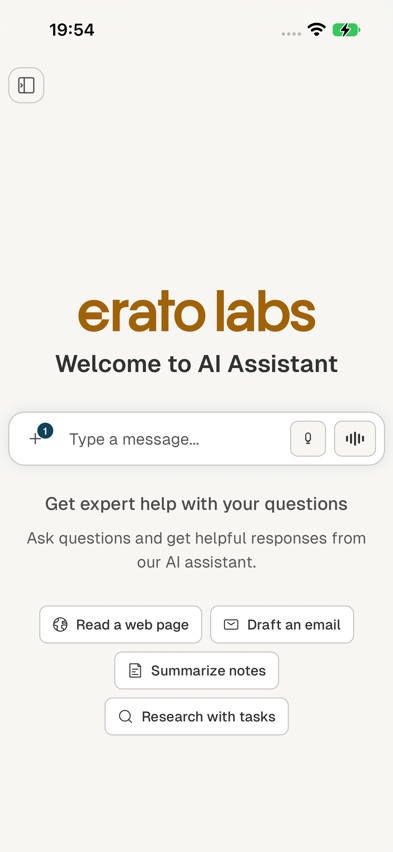 19:54
erato labs
Welcome to AI Assistant
1
Type a message...
Get expert help with your questions
Ask questions and get helpful responses from
our AI assistant.
Read a web page
Draft an email
Summarize notes
Research with tasks